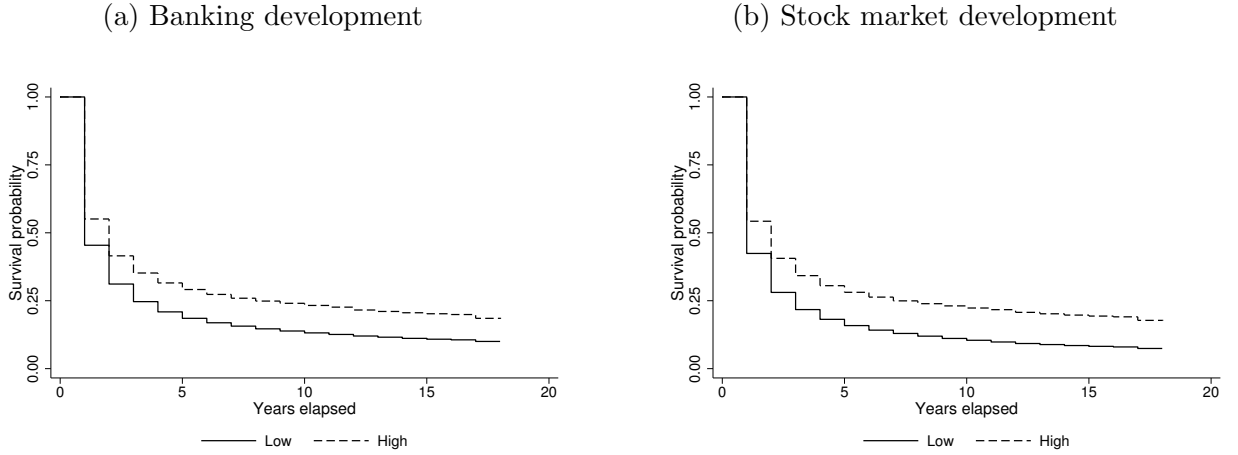 (a) Banking development
Survival probability
1.00
0.75
0.50
0.25
0.00
0 5 10 15 20
Years elapsed
Low High
(b) Stock market development
Survival probability
1.00
0.75
0.50
0.25
0.00
0 5 10 15 20
Years elapsed
Low High